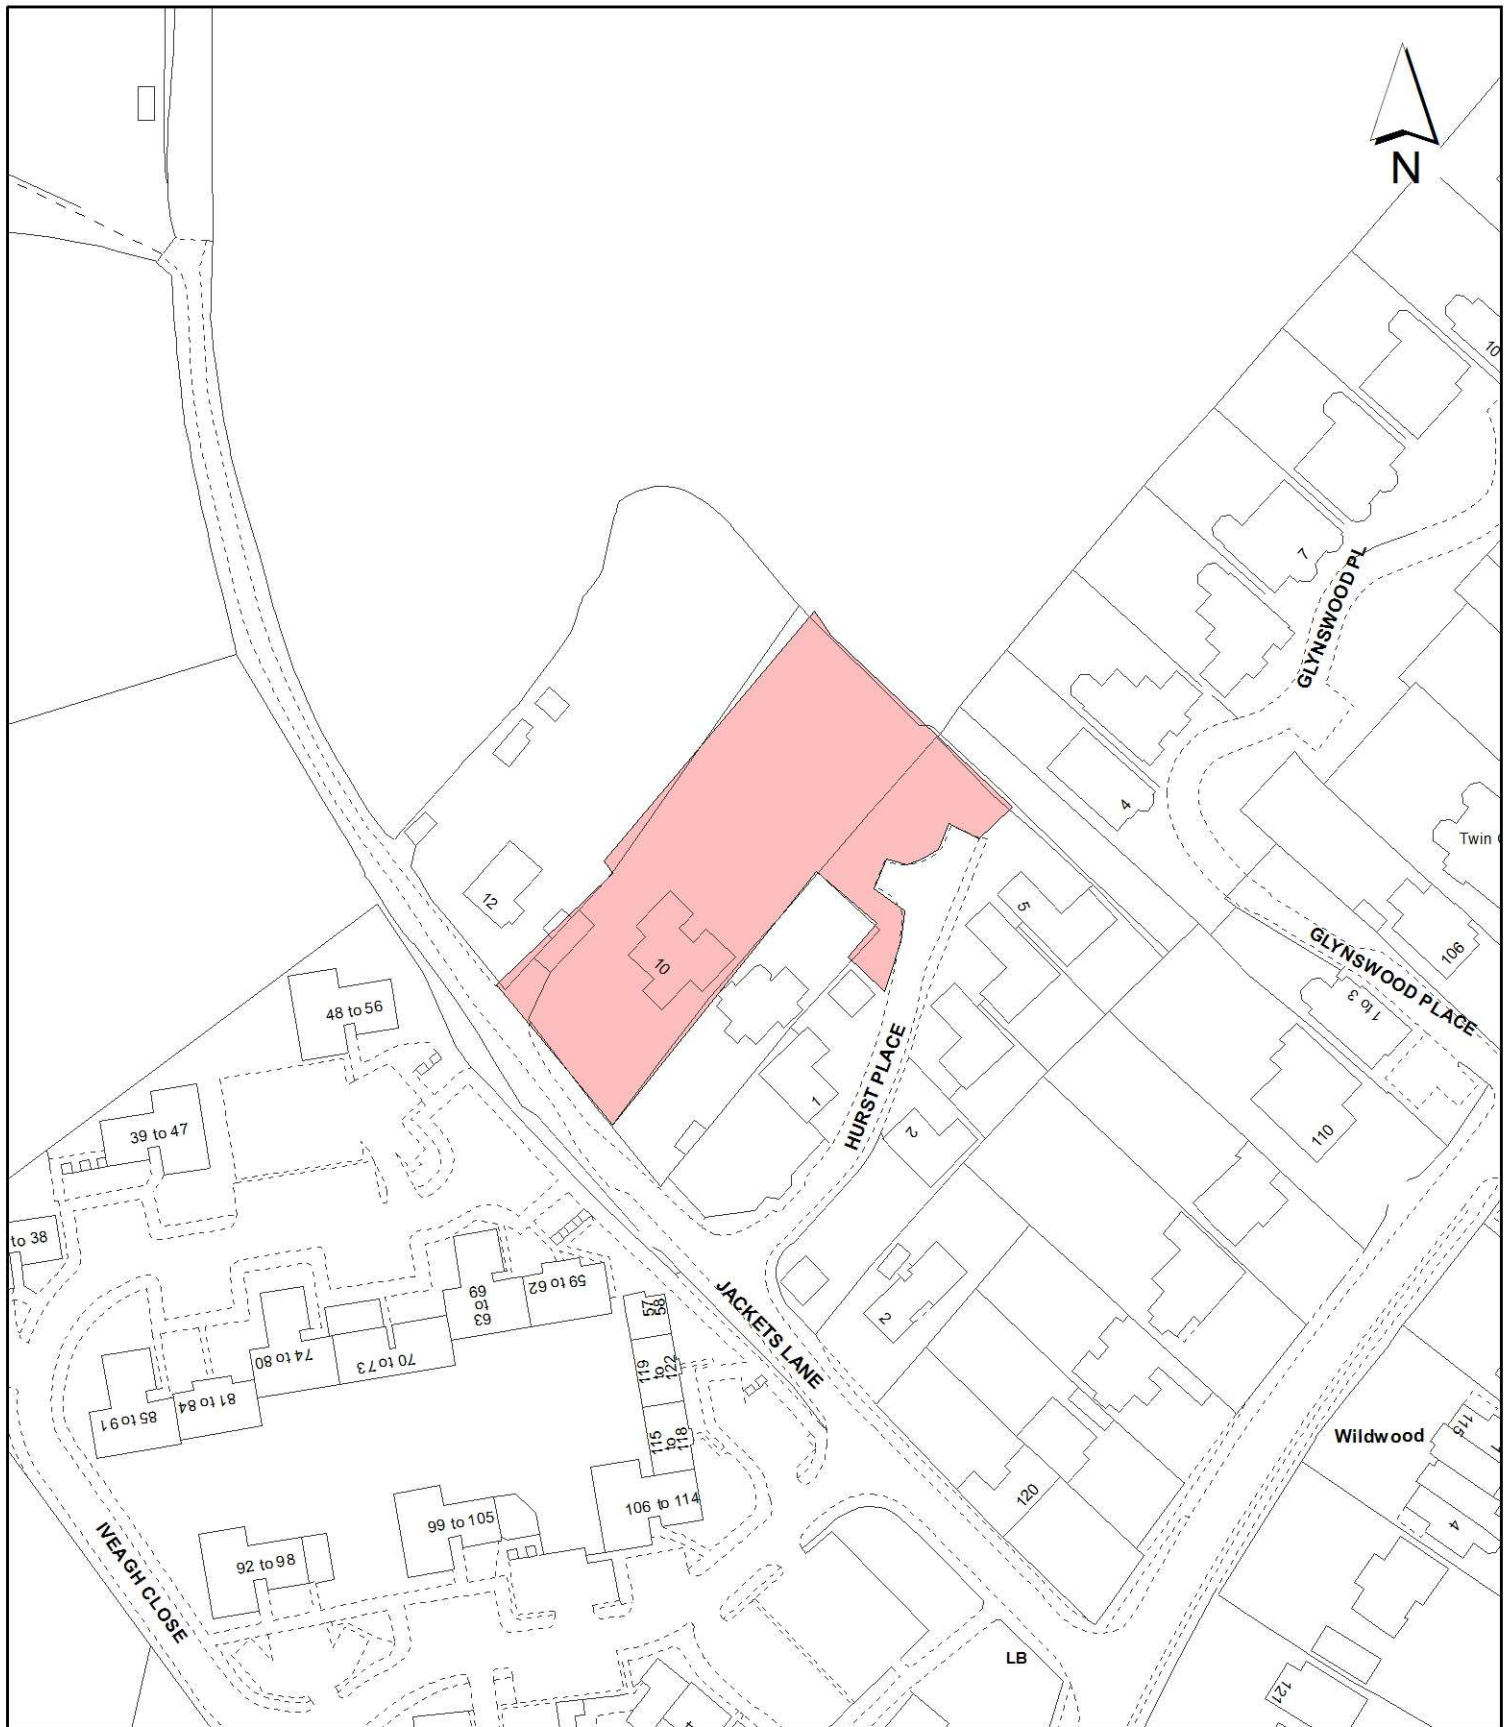 N
10
7
GLYNSWOOD PL
4
Twin
12
5
GLYNSWOOD PLACE
106
10
1 to 3
48 to 56
HURST PLACE
1
2
110
39 to 47
to 38
59 to 62
69
to
63
57
58
JACKETS LANE
2
74 to 80
70 to 73
119
to
122
81 to 84
85 to 91
115
to
118
Wildwood
115
120
106 to 114
99 to 105
4
92 to 98
IVEAGH CLOSE
LB
121